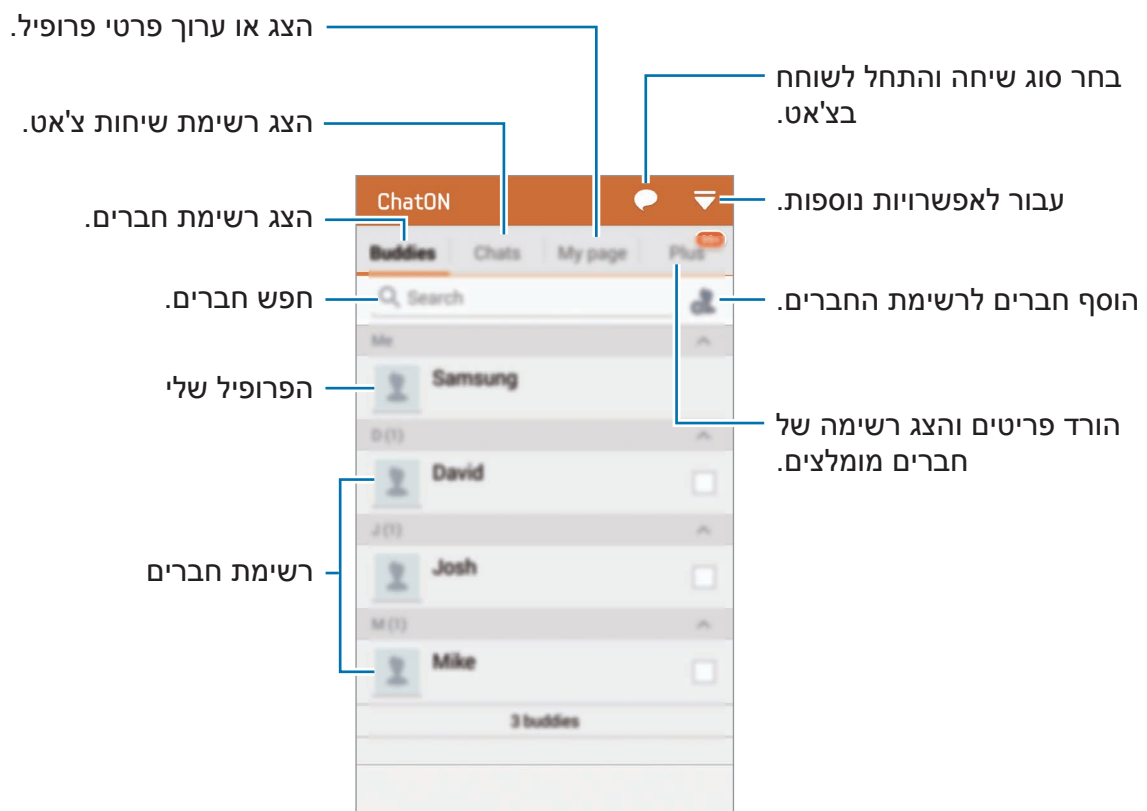 הצג או ערוך פרטי פרופיל.
בחר סוג שיחה והתחל לשוחח
בצ'אט.
הצג רשימת שיחות צ'אט.
עבור לאפשרויות נוספות.
הצג רשימת חברים.
חפש חברים.
הוסף חברים לרשימת החברים.
הפרופיל שלי
הורד פריטים והצג רשימה של
חברים מומלצים.
רשימת חברים
ChatON
Buddies Chats My page Plus
Search
Me
Samsung
D (1)
David
J (1)
Josh
M (1)
Mike
3 buddies